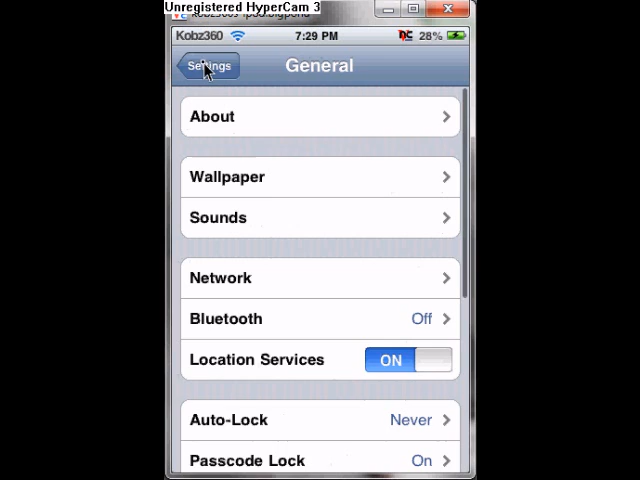 Unregistered HyperCam 3
Kobz360 7:29 PM 28%
Settings General
About
Wallpaper
Sounds
Network
Bluetooth Off
Location Services ON
Auto-Lock Never
Passcode Lock On